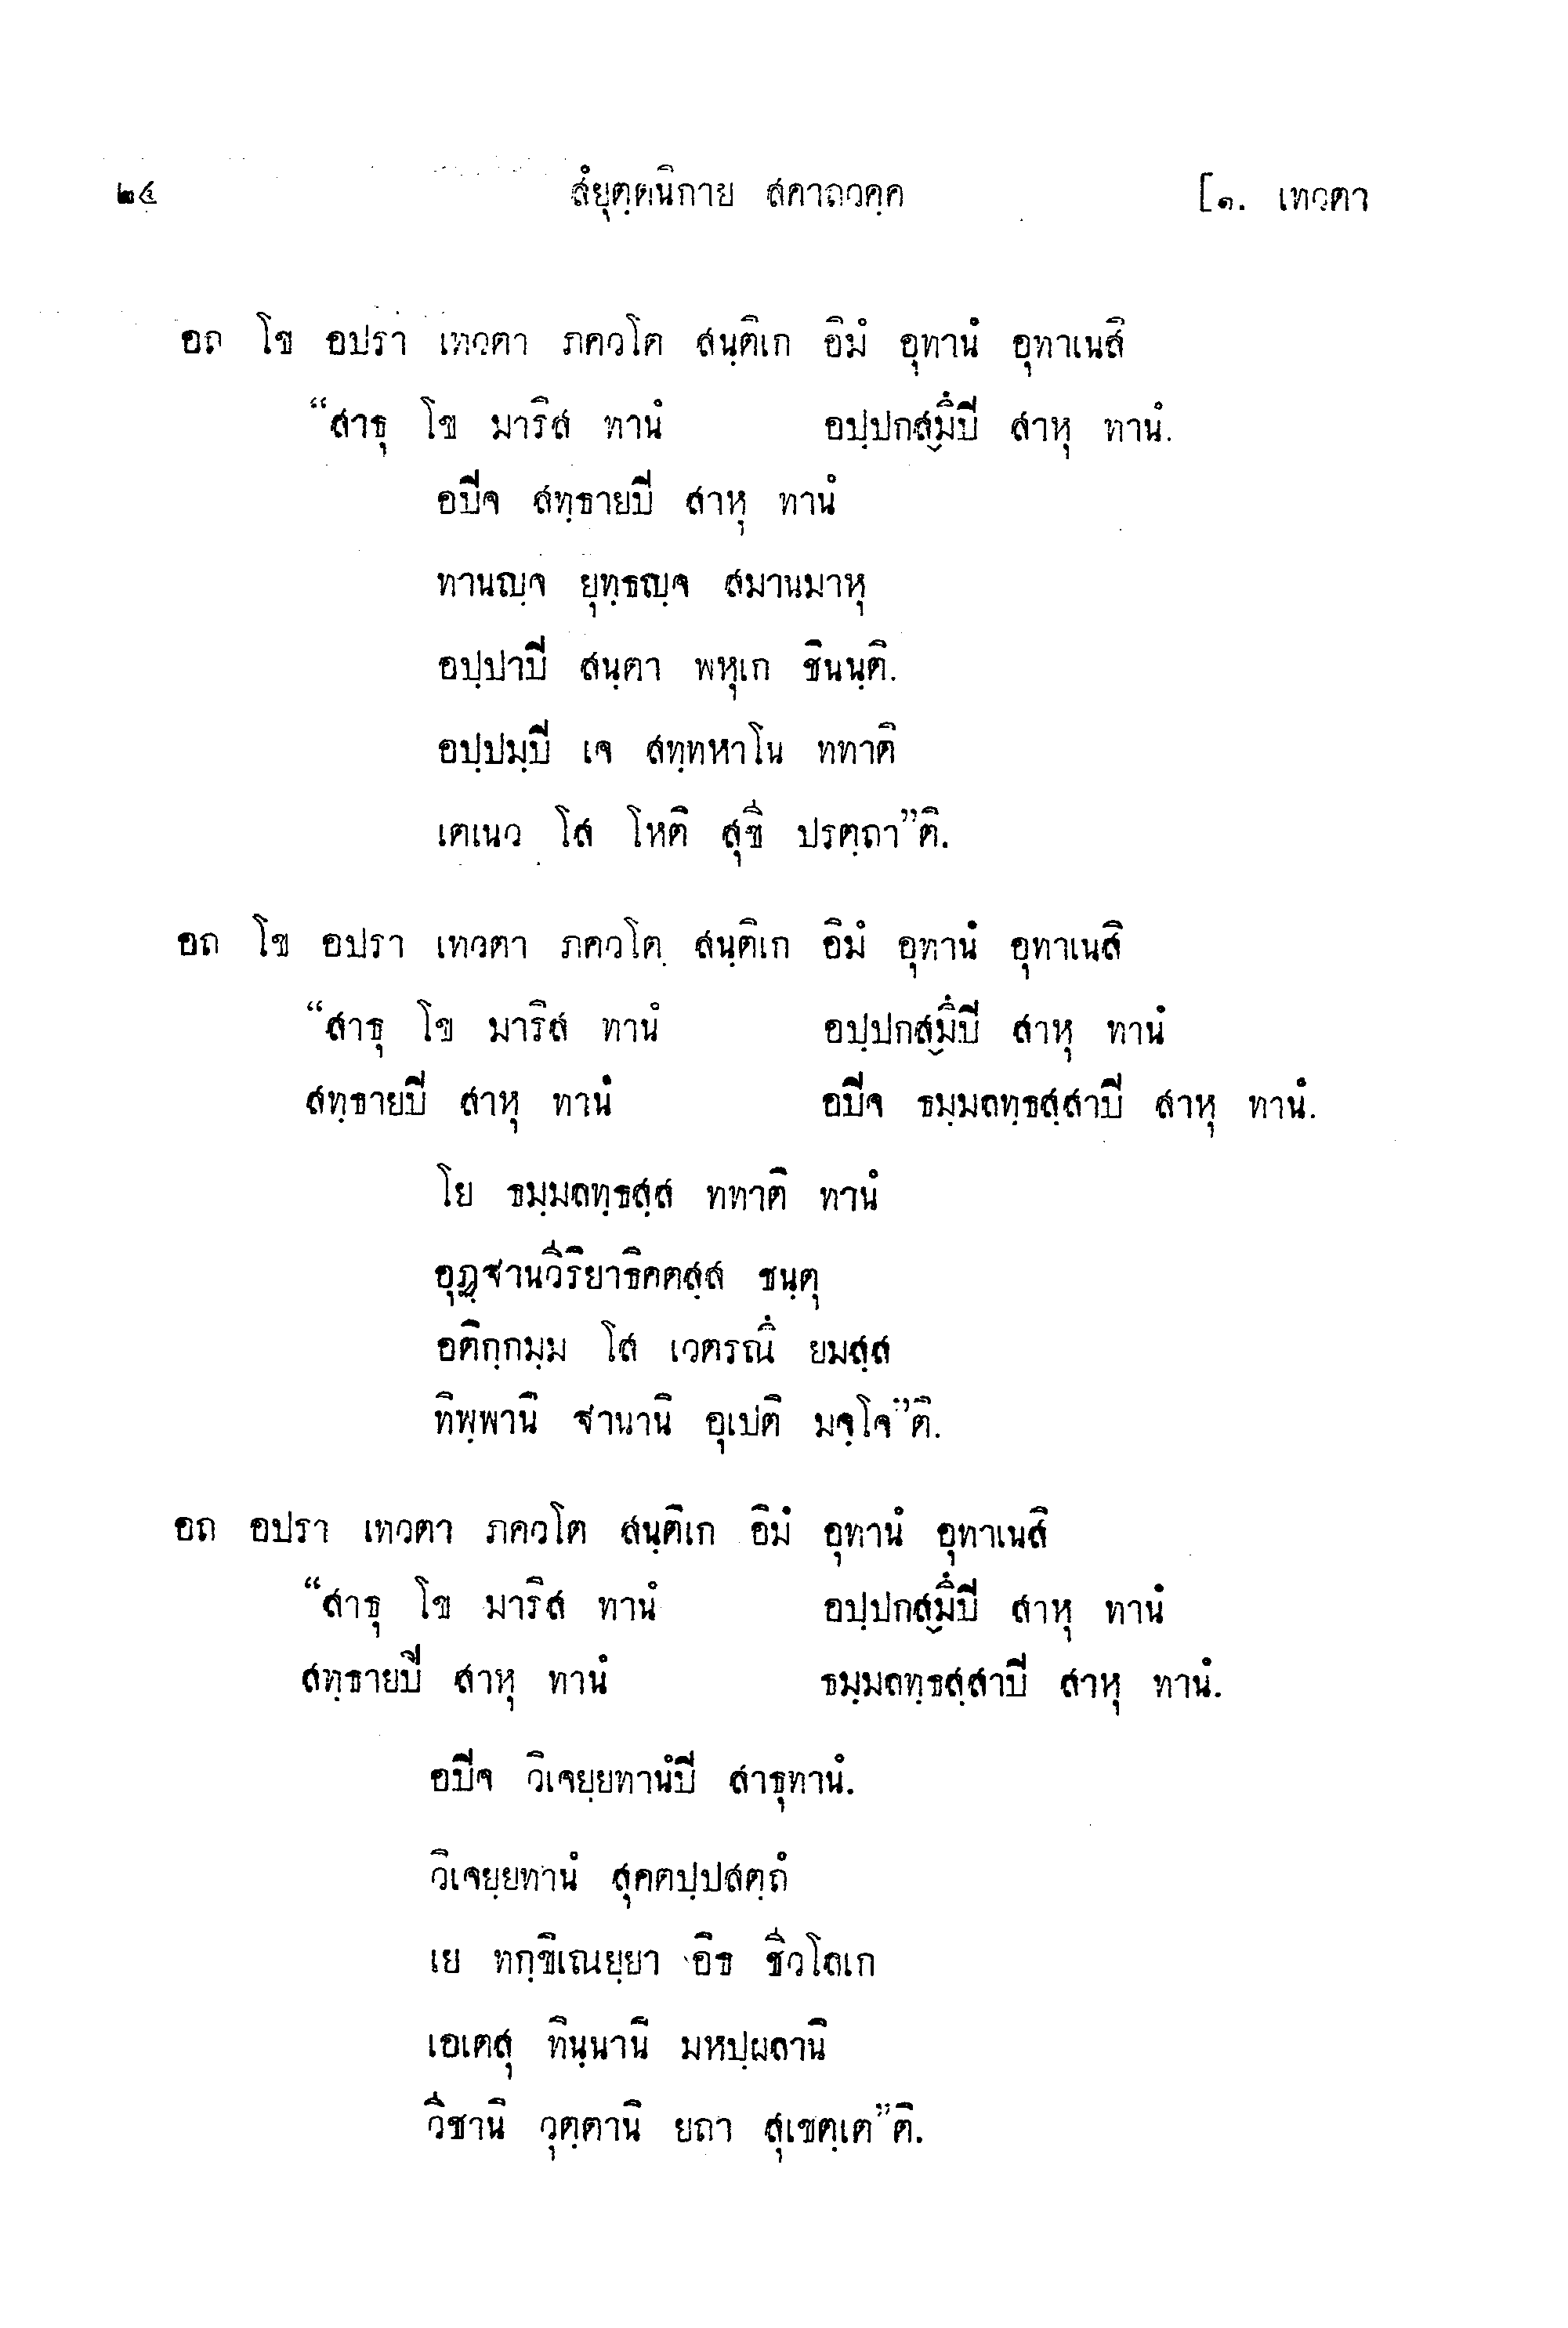 ๒๔ สํยุตฺตนิกาย สคาถวคฺค [๑. เทวตา
อถ โข อปรา เทวตา ภควโต สนฺติเก อิมํ อุทานํ อุทาเนสิ
“สาธุ โข มาริส ทานํ อปฺปกสฺมึปี สาหุ ทานํ.
อปีจ สทฺธายปี สาหุ ทานํ
ทานญฺจ ยุทฺธญฺจ สมานมาหุ
อปฺปาปี สนฺตา พหุเก ชินนฺติ.
อปฺปมฺปี เจ สทฺทหาโน ททาติ
เตเนว โส โหติ สุขี ปรตฺถา”ติ.
อถ โข อปรา เทวตา ภควโต สนฺติเก อิมํ อุทานํ อุทาเนสิ
“สาธุ โข มาริส ทานํ อปฺปกสฺมึปี สาหุ ทานํ
สทฺธายปี สาหุ ทานํ อปีจ ธมฺมลทฺธสฺสาปี สาหุ ทานํ.
โย ธมฺมลทฺธสฺส ททาติ ทานํ
อุฏฺฐานวีริยาธิคตสฺส ชนฺตุ
อติกฺกมฺม โส เวตรณึ ยมสฺส
ทิพฺพานิ ฐานานิ อุเปติ มจฺโจ”ติ.
อถ อปรา เทวตา ภควโต สนฺติเก อิมํ อุทานํ อุทาเนสิ
“สาธุ โข มาริส ทานํ อปฺปกสฺมึปี สาหุ ทานํ
สทฺธายปี สาหุ ทานํ ธมฺมลทฺธสฺสาปี สาหุ ทานํ.
อปีจ วิเจยฺยทานํปี สาธุทานํ.
วิเจยฺยทานํ สุคตปฺปสตฺถํ
เย ทกฺขิเณยฺยา อิธ ชีวโลเก
เอเตสุ ทินฺนานิ มหปฺผลานิ
วีชานิ วุตฺตานิ ยถา สุเขตฺเต”ติ.